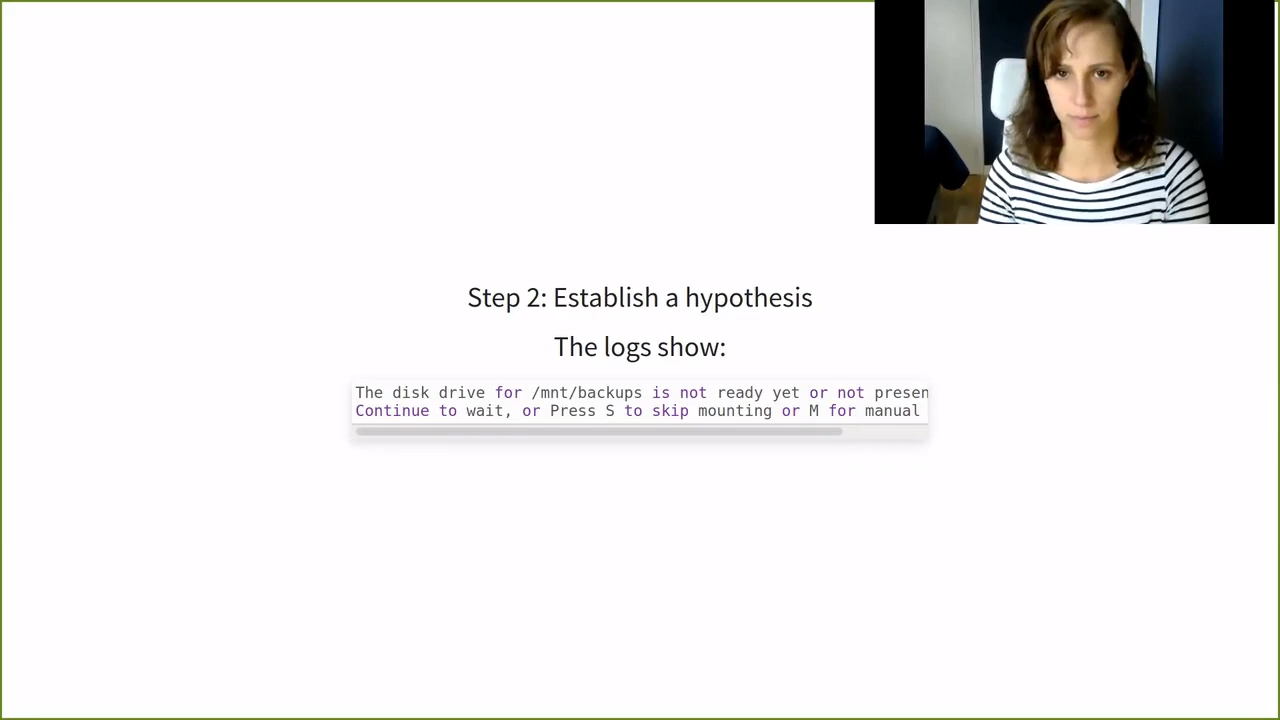 Step 2: Establish a hypothesis
The logs show:
The disk drive for /mnt/backups is not ready yet or not presen
Continue to wait, or Press S to skip mounting or M for manual